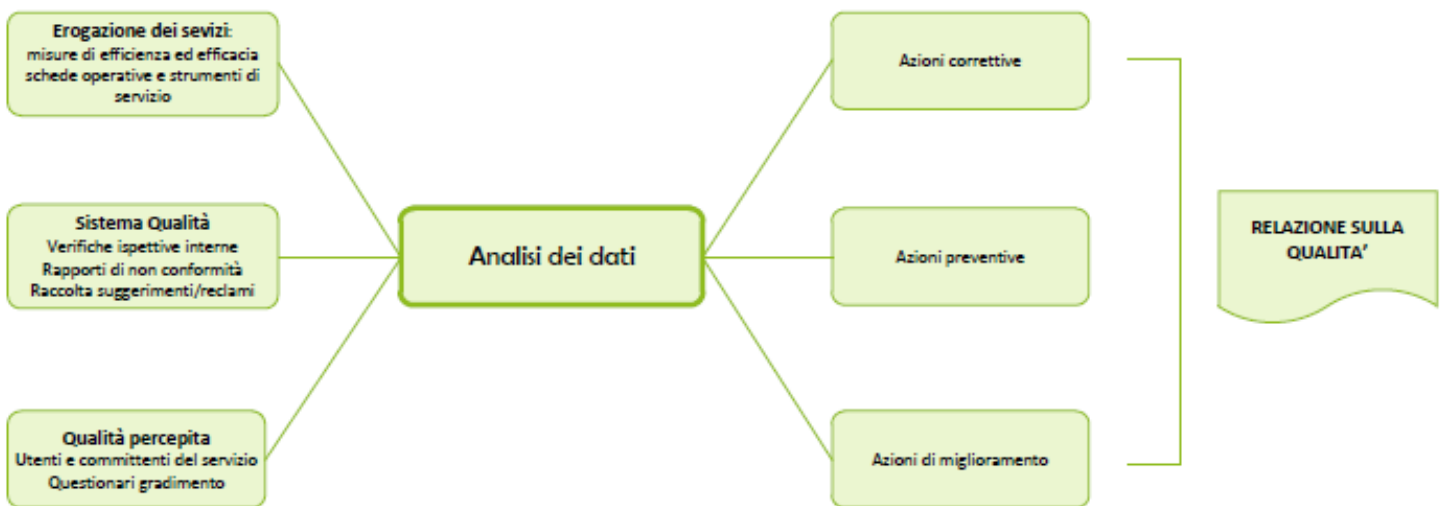 Erogazione dei sevizi:
misure di efficienza ed efficacia
schede operative e strumenti di
servizio
Sistema Qualità
Verifiche ispettive interne
Rapporti di non conformità
Raccolta suggerimenti/reclami
Qualità percepita
Utenti e committenti del servizio
Questionari gradimento
Analisi dei dati
Azioni correttive
Azioni preventive
Azioni di miglioramento
RELAZIONE SULLA
QUALITA’